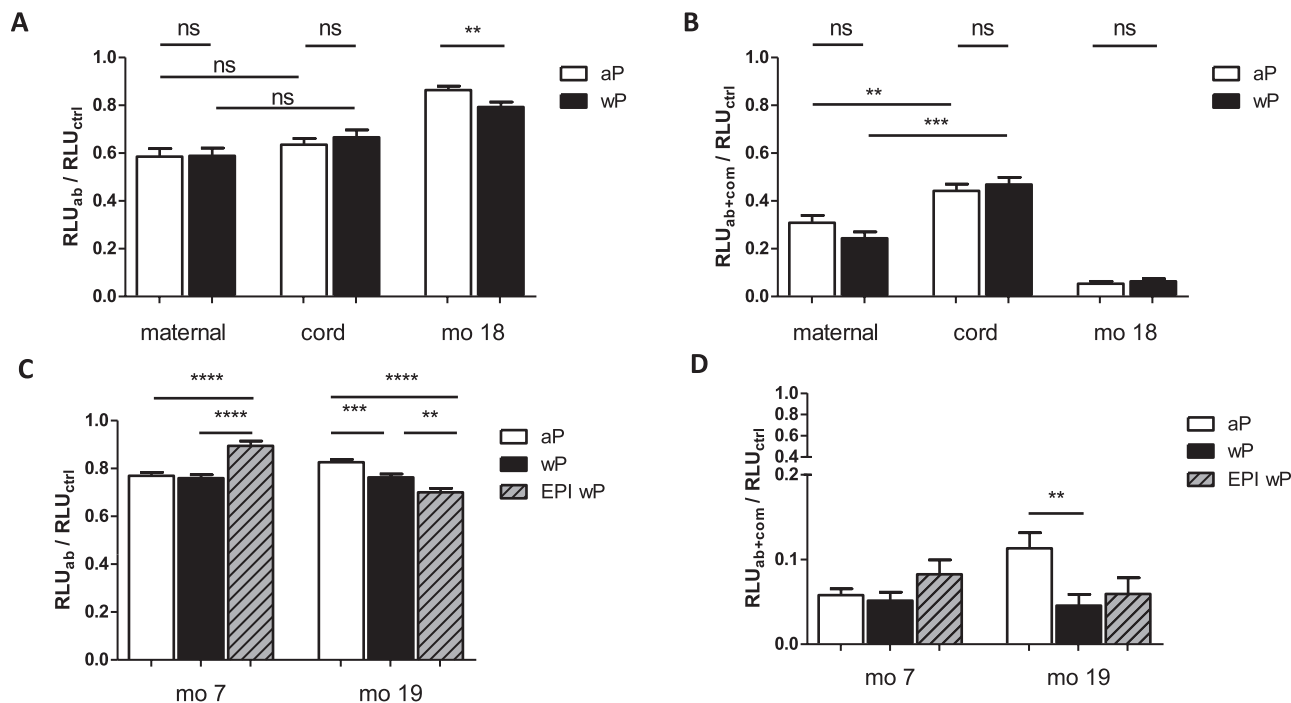 A
ns
ns
**
1.0
ns
aP
wP
0.8
ns
0.6
0.4
0.2
0.0
RLUab / RLUctrl
maternal
cord
mo 18
B
ns
ns
ns
1.0
aP
wP
0.8
**
***
0.6
0.4
0.2
0.0
RLUab+com / RLUctrl
maternal
cord
mo 18
C
****
****
****
***
**
1.0
aP
wP
EPI wP
0.8
0.6
0.4
0.2
0.0
RLUab / RLUctrl
mo 7
mo 19
D
1.0
0.8
0.6
0.4
0.2
aP
wP
EPI wP
**
0.1
0.0
RLUab+com / RLUctrl
mo 7
mo 19